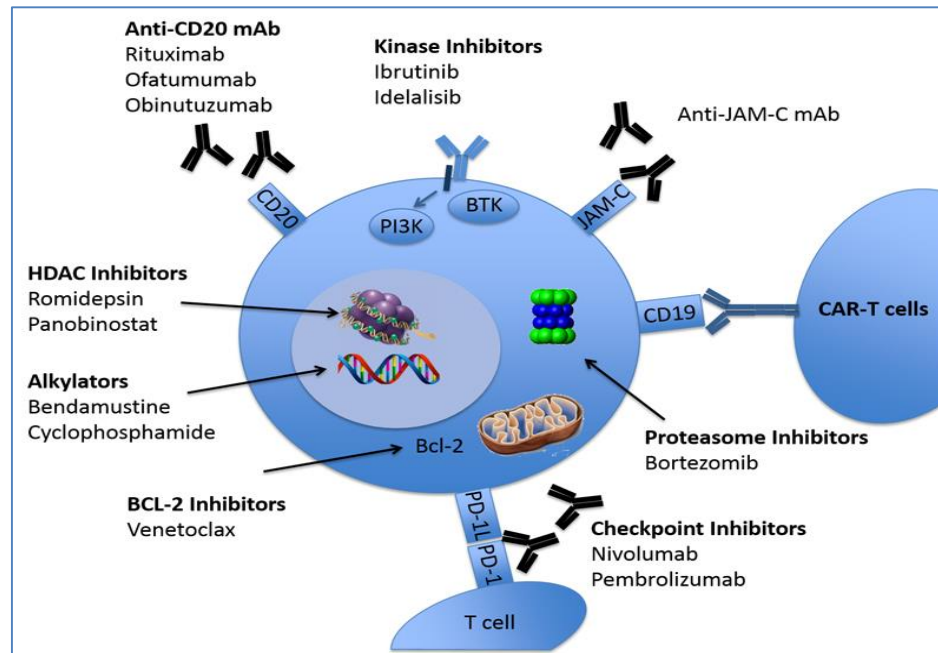 Anti-CD20 mAb
Rituximab
Ofatumumab
Obinutuzumab
Kinase Inhibitors
Ibrutinib
Idelalisib
Anti-JAM-C mAb
CD20
PI3K
BTK
JAM-C
HDAC Inhibitors
Romidepsin
Panobinostat
CD19
CAR-T cells
Alkylators
Bendamustine
Cyclophosphamide
Bcl-2
Proteasome Inhibitors
Bortezomib
BCL-2 Inhibitors
Venetoclax
PD-1L
PD-1
Checkpoint Inhibitors
Nivolumab
Pembrolizumab
T cell